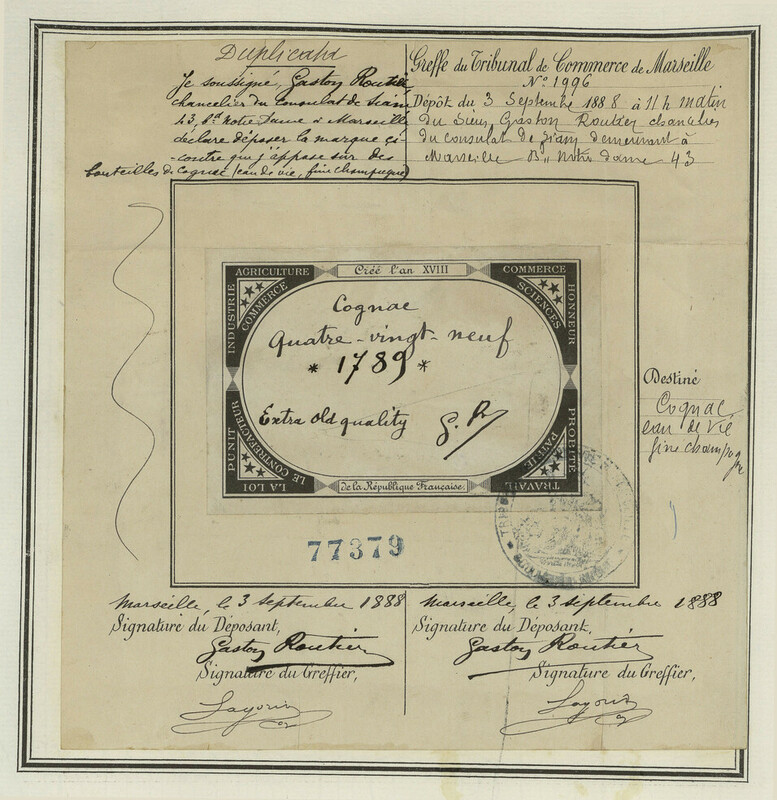 Duplicata
Je soussigné, Gaston Routier
chancelier du Consulat de Siam
43, Bd Notre Dame à Marseille
déclare déposer la marque ci-
-contre qui j'appose sur des
bouteilles de Cognac (eau de vie, fine champagne)
Greffe du Tribunal de Commerce de Marseille
N° 1996
Dépôt du 3 Septembre 1888 à 11 h matin
du Sieur Gaston Routier chancelier
du consulat de Siam demeurant à
Marseille Bd Notre Dame 43
AGRICULTURE
Créé l'an XVIII
COMMERCE
INDUSTRIE
COMMERCE
SCIENCES
HONNEUR
Cognac
Quatre-vingt-neuf
* 1789 *
Extra old quality G. R
LA LOI
PUNIT
LE CONTREFACTEUR
de la République Française.
PATRIE
PROBITÉ
TRAVAIL
Destiné
Cognac
eau de vie
fine champagne
77379
Marseille, le 3 septembre 1888
Signature du Déposant,
Gaston Routier
Signature du Greffier,
Marseille, le 3 septembre 1888
Signature du Déposant,
Gaston Routier
Signature du Greffier,